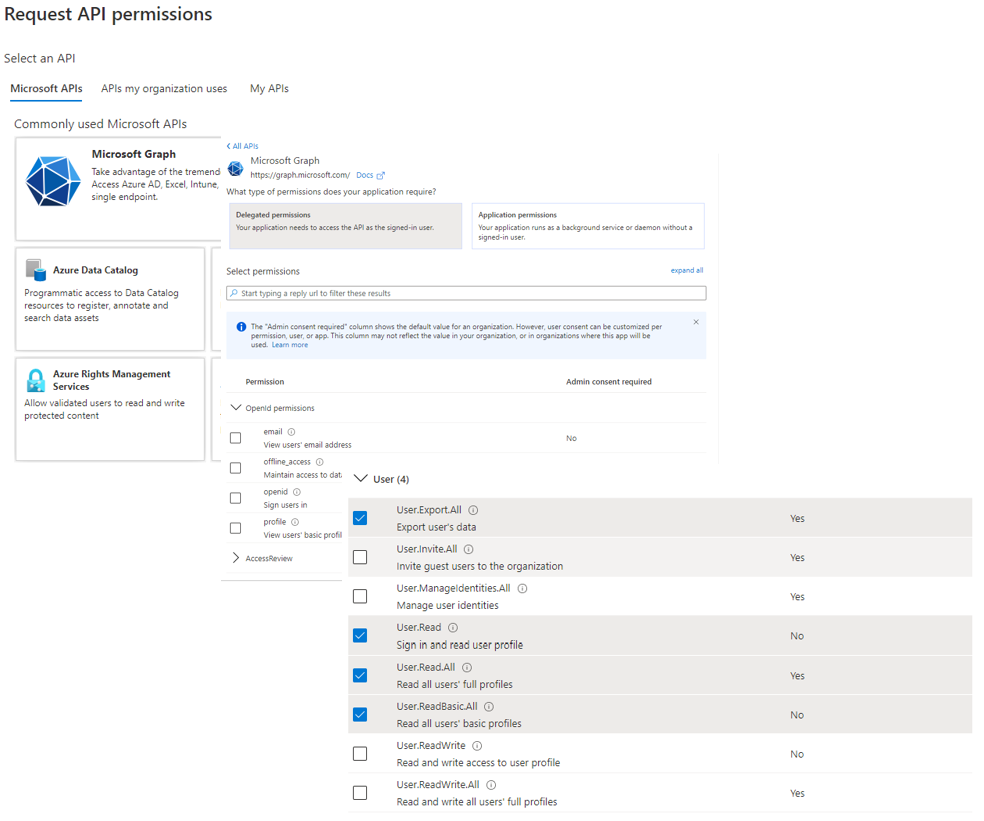 Request API permissions
Select an API
Microsoft APIs
APIs my organization uses
My APIs
Commonly used Microsoft APIs
Microsoft Graph
Take advantage of the tremend
Access Azure AD, Excel, Intune,
single endpoint.
Azure Data Catalog
Programmatic access to Data Catalog
resources to register, annotate and
search data assets
Azure Rights Management
Services
Allow validated users to read and write
protected content
All APIs
Microsoft Graph
https://graph.microsoft.com/ Docs
What type of permissions does your application require?
Delegated permissions
Your application needs to access the API as the signed-in user.
Application permissions
Your application runs as a background service or daemon without a
signed-in user.
Select permissions
expand all
Start typing a reply url to filter these results
The "Admin consent required" column shows the default value for an organization. However, user consent can be customized per
permission, user, or app. This column may not reflect the value in your organization, or in organizations where this app will be
used. Learn more
Permission
Admin consent required
OpenId permissions
email
View users' email address
No
offline_access
Maintain access to data
openid
Sign users in
profile
View users' basic profil
AccessReview
User (4)
User.Export.All
Export user's data
Yes
User.Invite.All
Invite guest users to the organization
Yes
User.ManageIdentities.All
Manage user identities
Yes
User.Read
Sign in and read user profile
No
User.Read.All
Read all users' full profiles
Yes
User.ReadBasic.All
Read all users' basic profiles
No
User.ReadWrite
Read and write access to user profile
No
User.ReadWrite.All
Read and write all users' full profiles
Yes